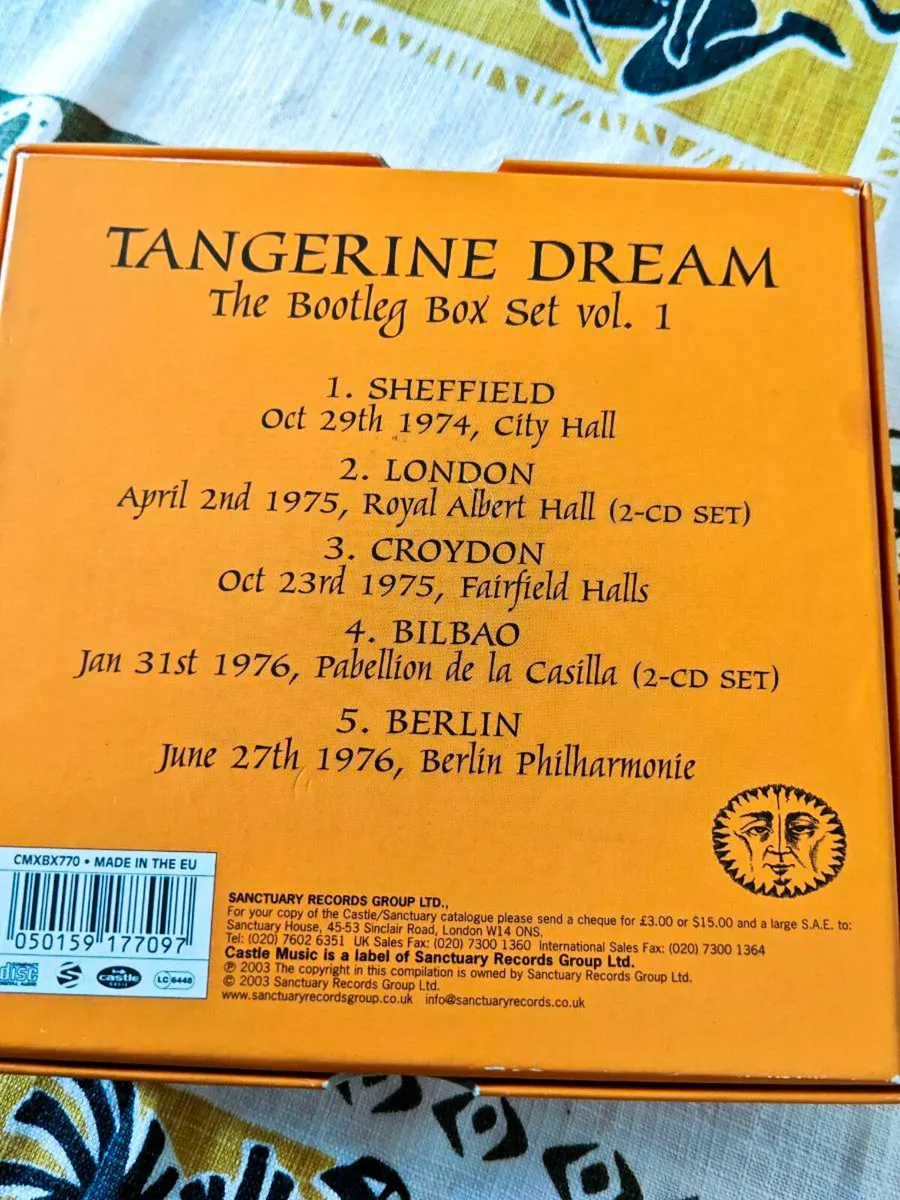 TANGERINE DREAM
The Bootleg Box Set vol. 1
1. SHEFFIELD
Oct 29th 1974, City Hall
2. LONDON
April 2nd 1975, Royal Albert Hall (2-CD SET)
3. CROYDON
Oct 23rd 1975, Fairfield Halls
4. BILBAO
Jan 31st 1976, Pabellion de la Casilla (2-CD SET)
5. BERLIN
June 27th 1976, Berlin Philharmonie
CMXBX770 • MADE IN THE EU
050159 177097
COMPACT
disc
DIGITAL AUDIO
castle
MUSIC
LC 6448
SANCTUARY RECORDS GROUP LTD.,
For your copy of the Castle/Sanctuary catalogue please send a cheque for £3.00 or $15.00 and a large S.A.E. to:
Sanctuary House, 45-53 Sinclair Road, London W14 ONS.
Tel: (020) 7602 6351 UK Sales Fax: (020) 7300 1360 International Sales Fax: (020) 7300 1364
Castle Music is a label of Sanctuary Records Group Ltd.
℗ 2003 The copyright in this compilation is owned by Sanctuary Records Group Ltd.
© 2003 Sanctuary Records Group Ltd.
www.sanctuaryrecordsgroup.co.uk info@sanctuaryrecords.co.uk